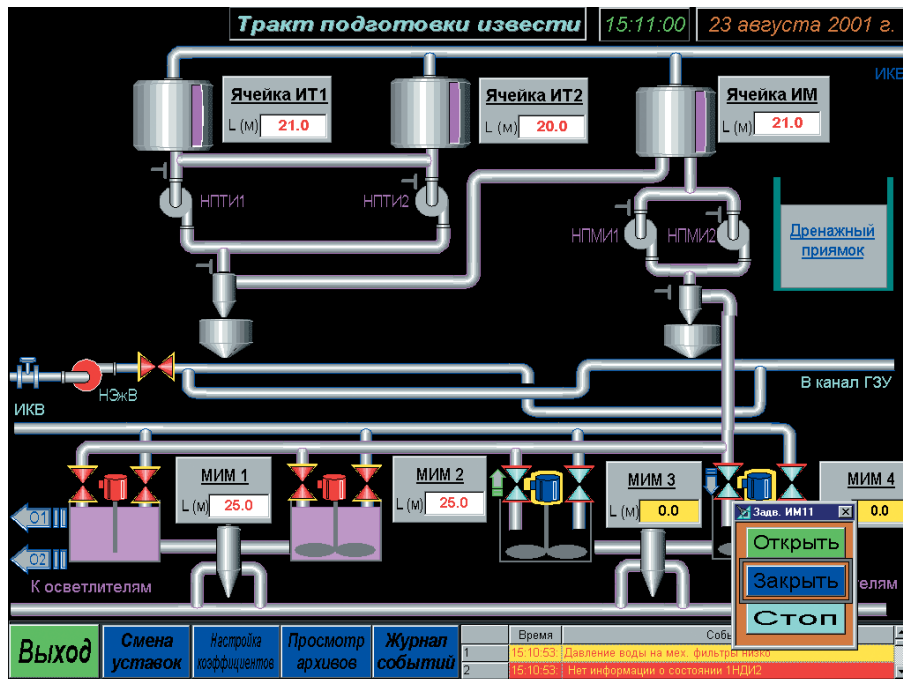 Тракт подготовки извести
15:11:00
23 августа 2001 г.
ИКВ
Ячейка ИТ1
L (м) 21.0
Ячейка ИТ2
L (м) 20.0
Ячейка ИМ
L (м) 21.0
НПТИ1
НПТИ2
НПМИ1
НПМИ2
Дренажный
приямок
НЭжВ
ИКВ
В канал ГЗУ
МИМ 1
L (м) 25.0
МИМ 2
L (м) 25.0
МИМ 3
L (м) 0.0
МИМ 4
0.0
О1
О2
К осветлителям
Задв. ИМ11
Открыть
Закрыть
Стоп
елям
Выход
Смена
уставок
Настройка
коэффициентов
Просмотр
архивов
Журнал
событий
Время
Собы
1
15:10:53:
Давление воды на мех. фильтры низко
2
15:10:53:
Нет информации о состоянии 1НДИ2